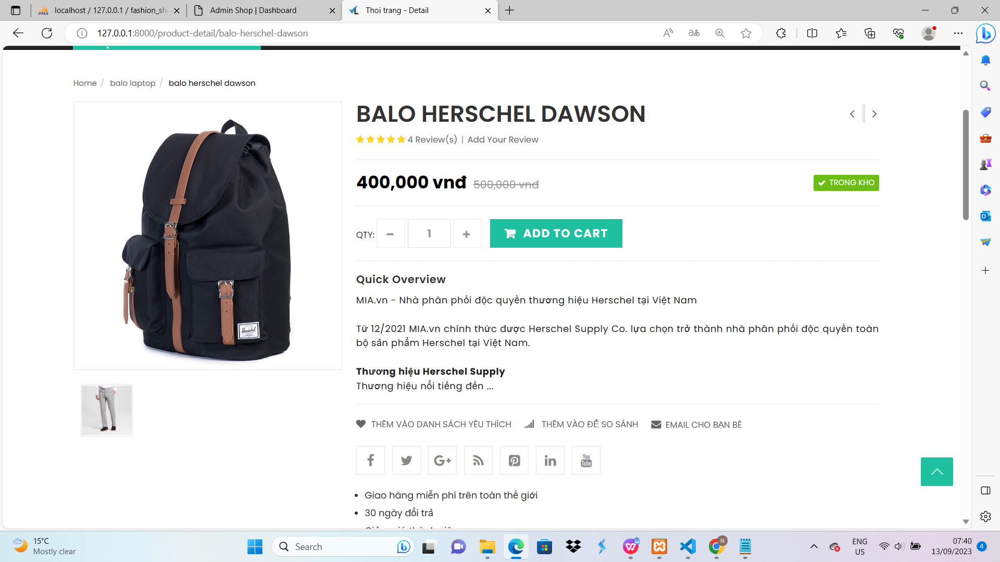 localhost / 127.0.0.1 / fashion_sh
Admin Shop | Dashboard
Thoi trang - Detail
127.0.0.1:8000/product-detail/balo-herschel-dawson
Home / balo laptop / balo herschel dawson
BALO HERSCHEL DAWSON
4 Review(s) | Add Your Review
400,000 vnđ 500,000 vnđ
TRONG KHO
QTY: 1 ADD TO CART
Quick Overview
MIA.vn - Nhà phân phối độc quyền thương hiệu Herschel tại Việt Nam
Từ 12/2021 MIA.vn chính thức được Herschel Supply Co. lựa chọn trở thành nhà phân phối độc quyền toàn
bộ sản phẩm Herschel tại Việt Nam.
Thương hiệu Herschel Supply
Thương hiệu nổi tiếng đến ...
Herschel
THÊM VÀO DANH SÁCH YÊU THÍCH THÊM VÀO ĐỂ SO SÁNH EMAIL CHO BẠN BÈ
You
Tube
Giao hàng miễn phí trên toàn thế giới
30 ngày đổi trả
15°C
Mostly clear
Search
ENG
US
07:40
13/09/2023
4